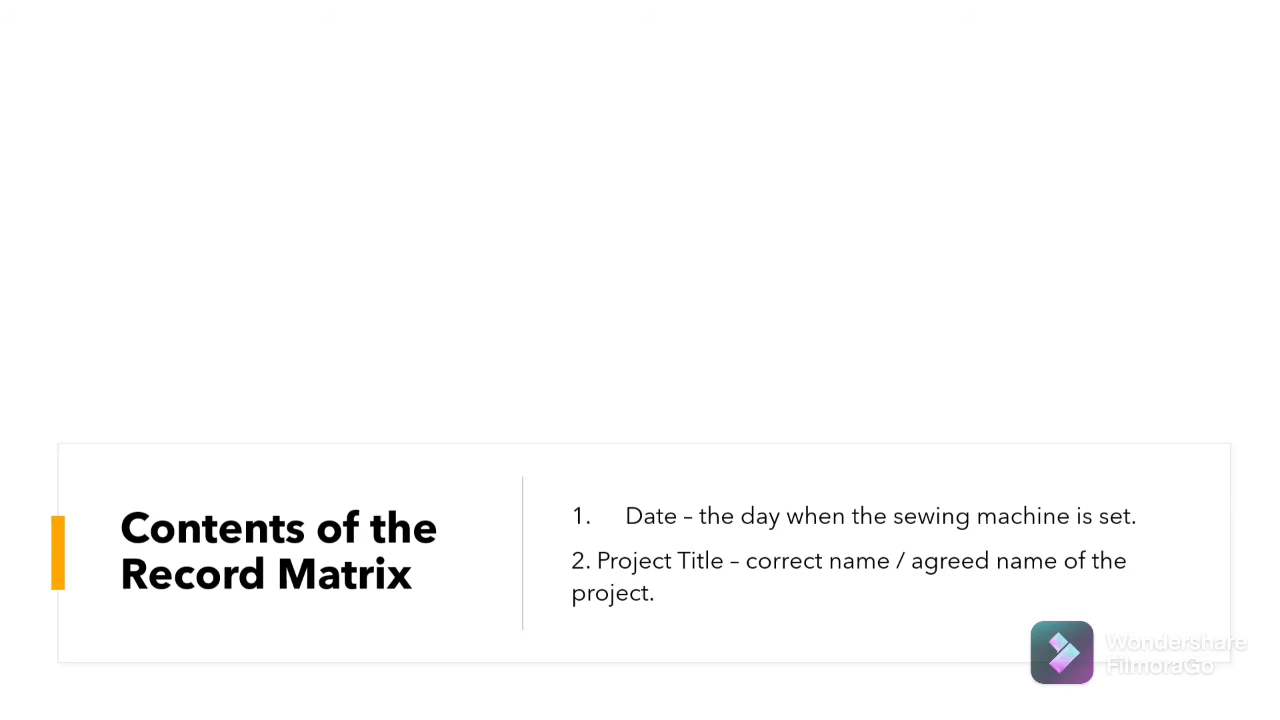 Contents of the
Record Matrix
1. Date – the day when the sewing machine is set.
2. Project Title – correct name / agreed name of the
project.
Wondershare
FilmoraGo